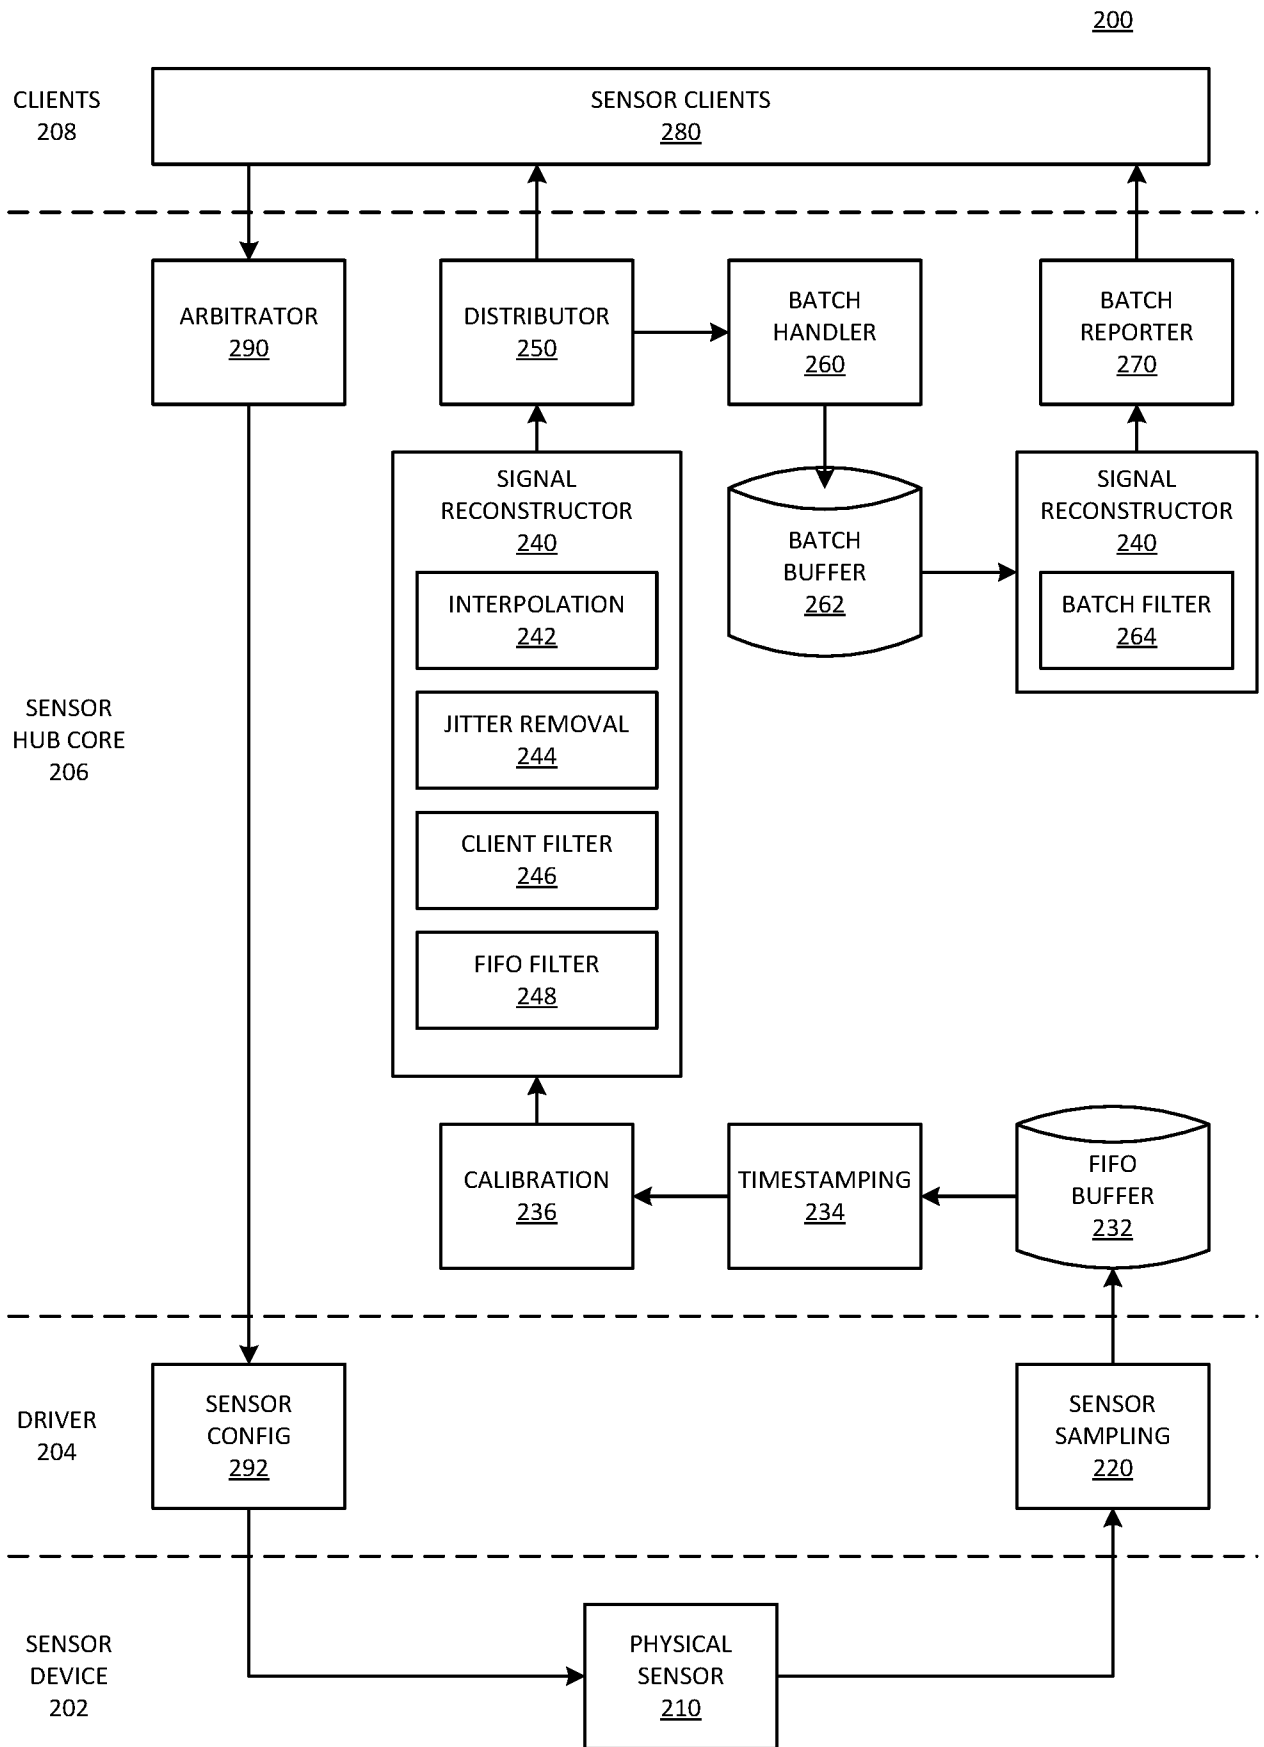 200
CLIENTS
208
SENSOR CLIENTS
280
ARBITRATOR
290
DISTRIBUTOR
250
BATCH
HANDLER
260
BATCH
REPORTER
270
SIGNAL
RECONSTRUCTOR
240
INTERPOLATION
242
JITTER REMOVAL
244
CLIENT FILTER
246
FIFO FILTER
248
BATCH
BUFFER
262
SIGNAL
RECONSTRUCTOR
240
BATCH FILTER
264
SENSOR
HUB CORE
206
CALIBRATION
236
TIMESTAMPING
234
FIFO
BUFFER
232
DRIVER
204
SENSOR
CONFIG
292
SENSOR
SAMPLING
220
SENSOR
DEVICE
202
PHYSICAL
SENSOR
210